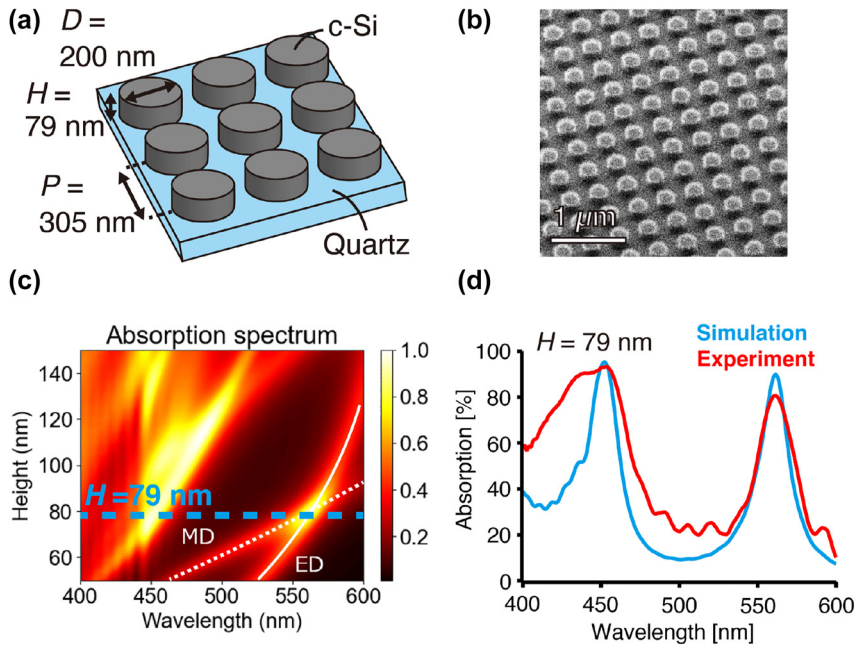 (a)
D =
200 nm
c-Si
H =
79 nm
P =
305 nm
Quartz
(b)
1 μm
(c)
Absorption spectrum
Height (nm)
140
120
100
80
60
H =79 nm
MD
ED
400
450
500
550
600
Wavelength (nm)
1.0
0.8
0.6
0.4
0.2
(d)
H = 79 nm
Simulation
Experiment
Absorption [%]
100
80
60
40
20
0
400
450
500
550
600
Wavelength [nm]